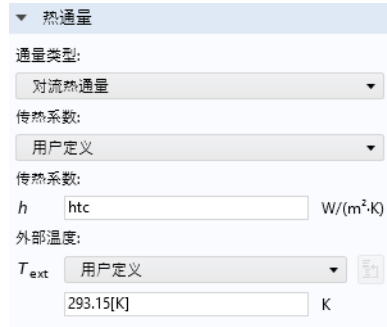 热通量
通量类型:
对流热通量
传热系数:
用户定义
传热系数:
h htc W/(m²·K)
外部温度:
T_ext 用户定义
293.15[K] K